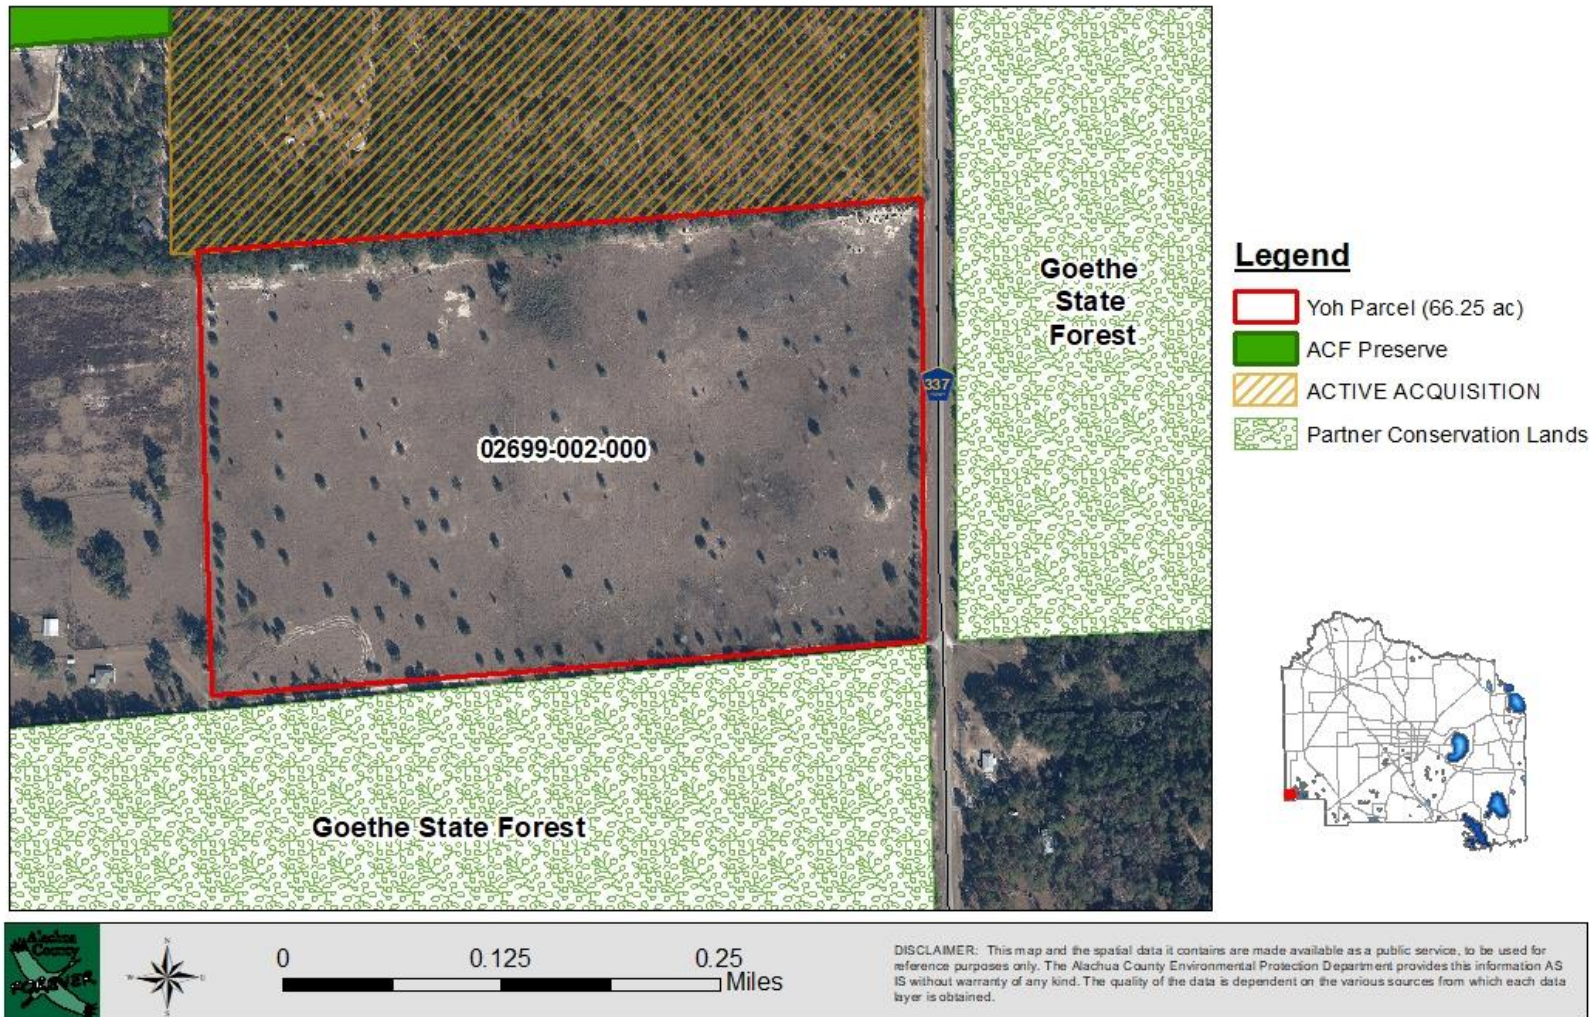 Goethe
State
Forest
337
02699-002-000
Goethe State Forest
Legend
Yoh Parcel (66.25 ac)
ACF Preserve
ACTIVE ACQUISITION
Partner Conservation Lands
Alachua
County
FOREVER
N
S
0 0.125 0.25
Miles
DISCLAIMER: This map and the spatial data it contains are made available as a public service, to be used for
reference purposes only. The Alachua County Environmental Protection Department provides this information AS
IS without warranty of any kind. The quality of the data is dependent on the various sources from which each data
layer is obtained.